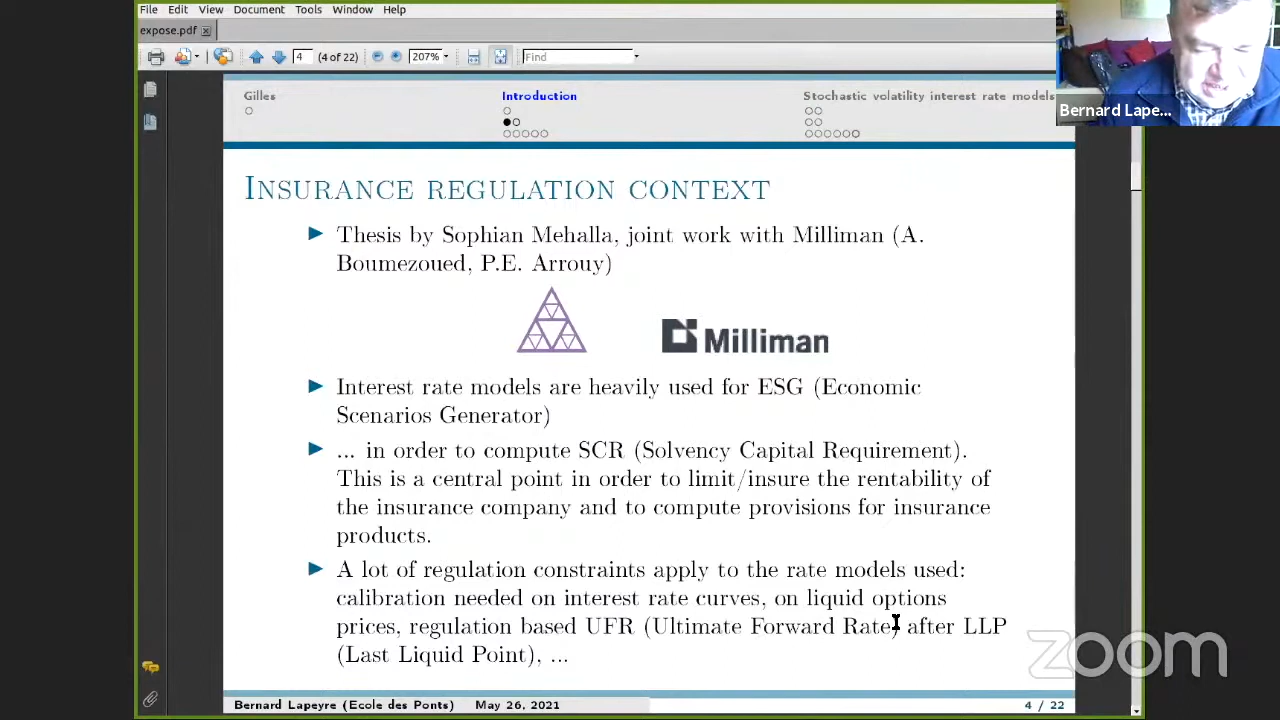 File Edit View Document Tools Window Help
expose.pdf
4 (4 of 22) 207% Find
Gilles Introduction Stochastic volatility interest rate models
Bernard Lape...
INSURANCE REGULATION CONTEXT
Thesis by Sophian Mehalla, joint work with Milliman (A.
Boumezoued, P.E. Arrouy)
Milliman
Interest rate models are heavily used for ESG (Economic
Scenarios Generator)
... in order to compute SCR (Solvency Capital Requirement).
This is a central point in order to limit/insure the rentability of
the insurance company and to compute provisions for insurance
products.
A lot of regulation constraints apply to the rate models used:
calibration needed on interest rate curves, on liquid options
prices, regulation based UFR (Ultimate Forward Rate) after LLP
(Last Liquid Point), ...
zoom
Bernard Lapeyre (Ecole des Ponts) May 26, 2021 4 / 22